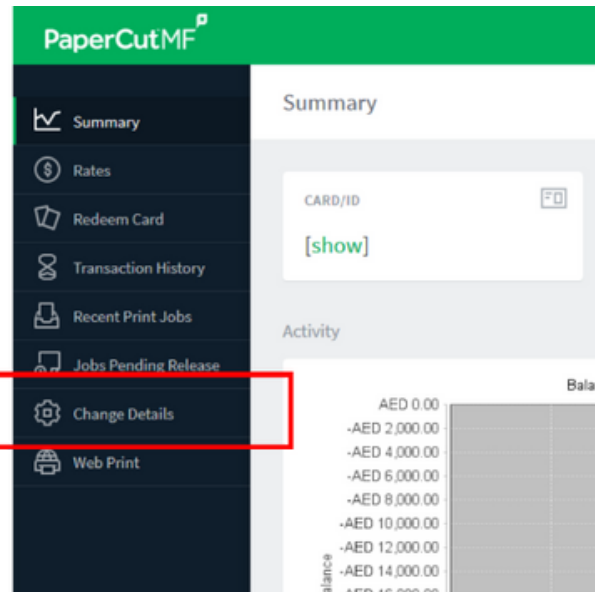 PaperCutMF
Summary
Rates
Redeem Card
Transaction History
Recent Print Jobs
Jobs Pending Release
Change Details
Web Print
Summary
CARD/ID
[show]
Activity
Bala
AED 0.00
-AED 2,000.00
-AED 4,000.00
-AED 6,000.00
-AED 8,000.00
-AED 10,000.00
-AED 12,000.00
-AED 14,000.00
alance